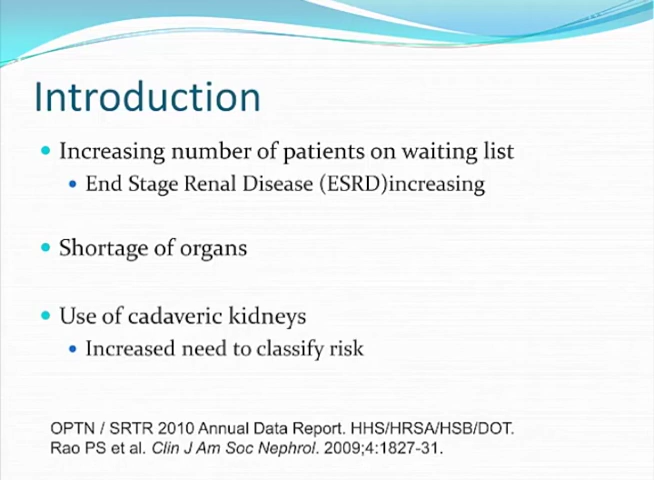 Introduction
Increasing number of patients on waiting list
End Stage Renal Disease (ESRD)increasing
Shortage of organs
Use of cadaveric kidneys
Increased need to classify risk
OPTN / SRTR 2010 Annual Data Report. HHS/HRSA/HSB/DOT.
Rao PS et al. Clin J Am Soc Nephrol. 2009;4:1827-31.